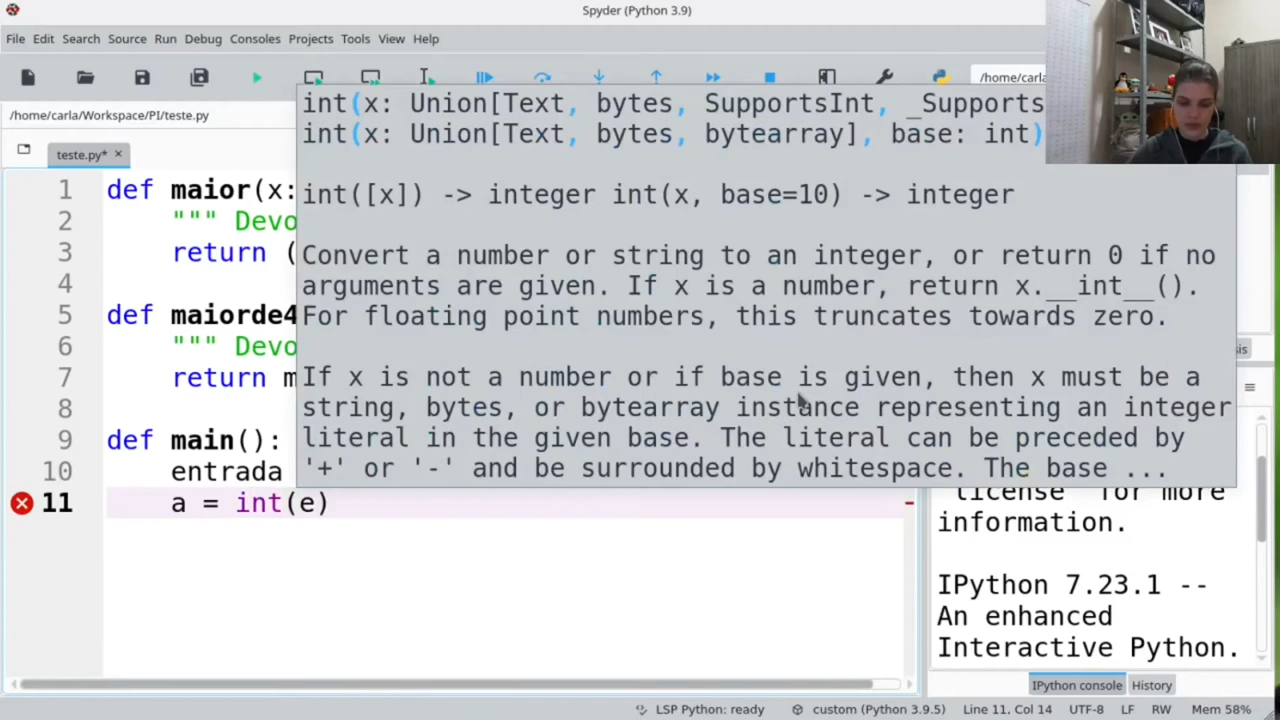 Spyder (Python 3.9)
File Edit Search Source Run Debug Consoles Projects Tools View Help
/home/carla
/home/carla/Workspace/PI/teste.py
teste.py*
int(x: Union[Text, bytes, SupportsInt, _Supports
int(x: Union[Text, bytes, bytearray], base: int)
int([x]) -> integer int(x, base=10) -> integer
Convert a number or string to an integer, or return 0 if no
arguments are given. If x is a number, return x.__int__().
For floating point numbers, this truncates towards zero.
If x is not a number or if base is given, then x must be a
string, bytes, or bytearray instance representing an integer
literal in the given base. The literal can be preceded by
'+' or '-' and be surrounded by whitespace. The base ...
1 def maior(x:
2 """ Devo
3 return (
4
5 def maiorde4
6 """ Devo
7 return m
8
9 def main():
10 entrada
11 a = int(e)
sis
"license" for more
information.
IPython 7.23.1 --
An enhanced
Interactive Python.
IPython console History
LSP Python: ready custom (Python 3.9.5) Line 11, Col 14 UTF-8 LF RW Mem 58%